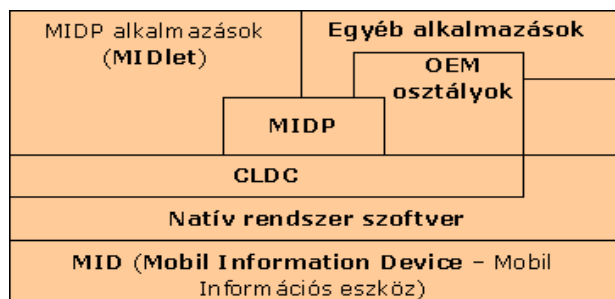 MIDP alkalmazások
(MIDlet)
Egyéb alkalmazások
OEM
osztályok
MIDP
CLDC
Natív rendszer szoftver
MID (Mobil Information Device – Mobil
Információs eszköz)